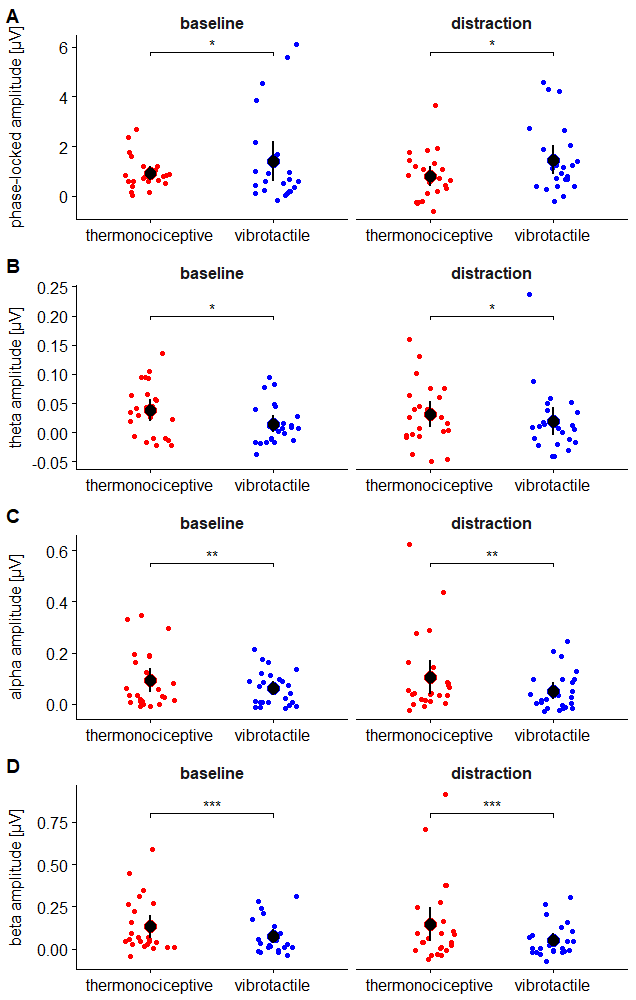 A
baseline
distraction
phase-locked amplitude [µV]
6
4
2
0
*
*
thermonociceptive
vibrotactile
thermonociceptive
vibrotactile
B
baseline
distraction
theta amplitude [µV]
0.25
0.20
0.15
0.10
0.05
0.00
-0.05
*
*
thermonociceptive
vibrotactile
thermonociceptive
vibrotactile
C
baseline
distraction
alpha amplitude [µV]
0.6
0.4
0.2
0.0
**
**
thermonociceptive
vibrotactile
thermonociceptive
vibrotactile
D
baseline
distraction
beta amplitude [µV]
0.75
0.50
0.25
0.00
***
***
thermonociceptive
vibrotactile
thermonociceptive
vibrotactile